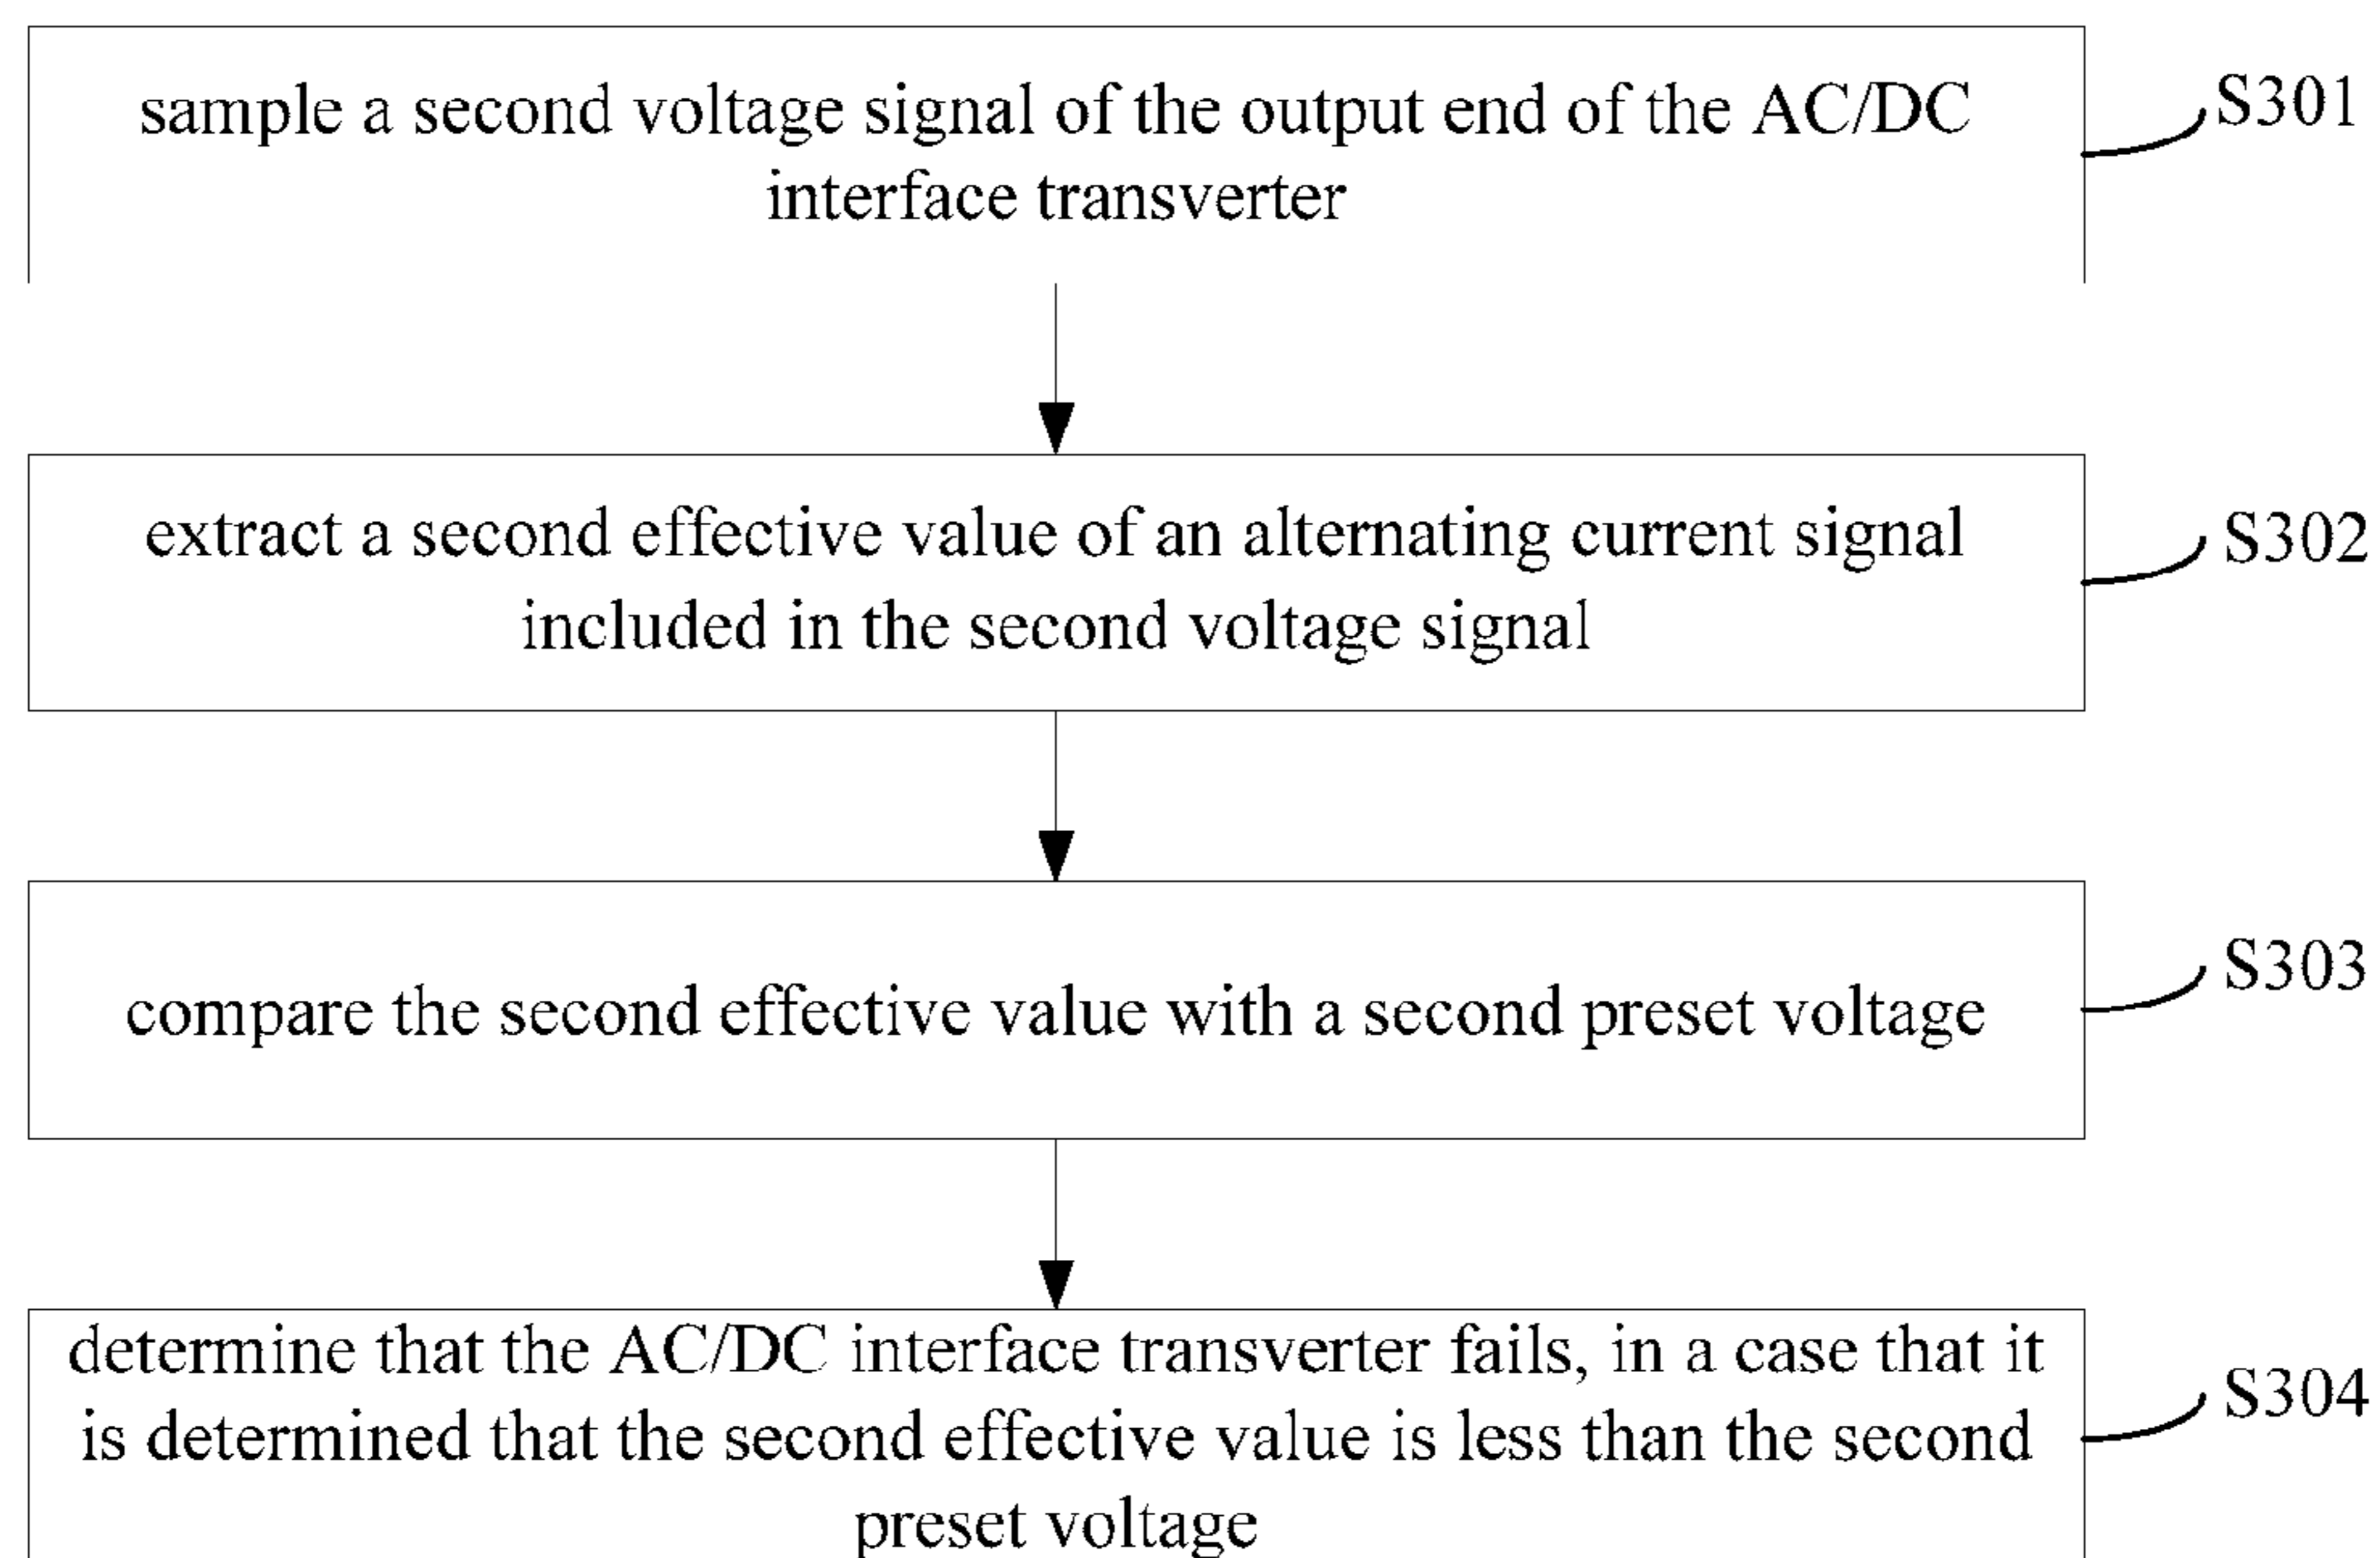 sample a second voltage signal of the output end of the AC/DC
interface transverter
S301
extract a second effective value of an alternating current signal
included in the second voltage signal
S302
compare the second effective value with a second preset voltage
S303
determine that the AC/DC interface transverter fails, in a case that it
is determined that the second effective value is less than the second
preset voltage
S304